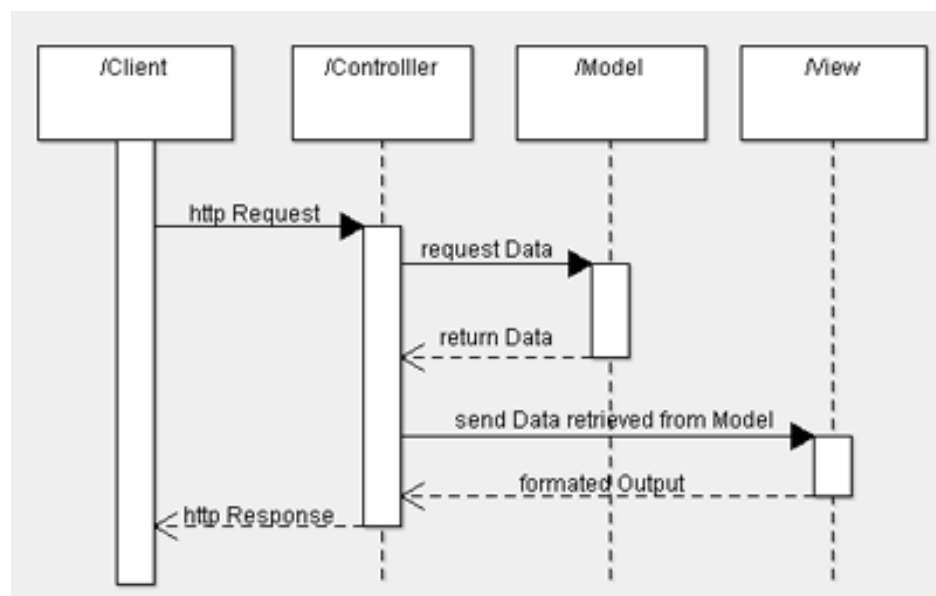 /Client
/Controlller
/Model
/View
http Request
request Data
return Data
send Data retrieved from Model
formated Output
http Response